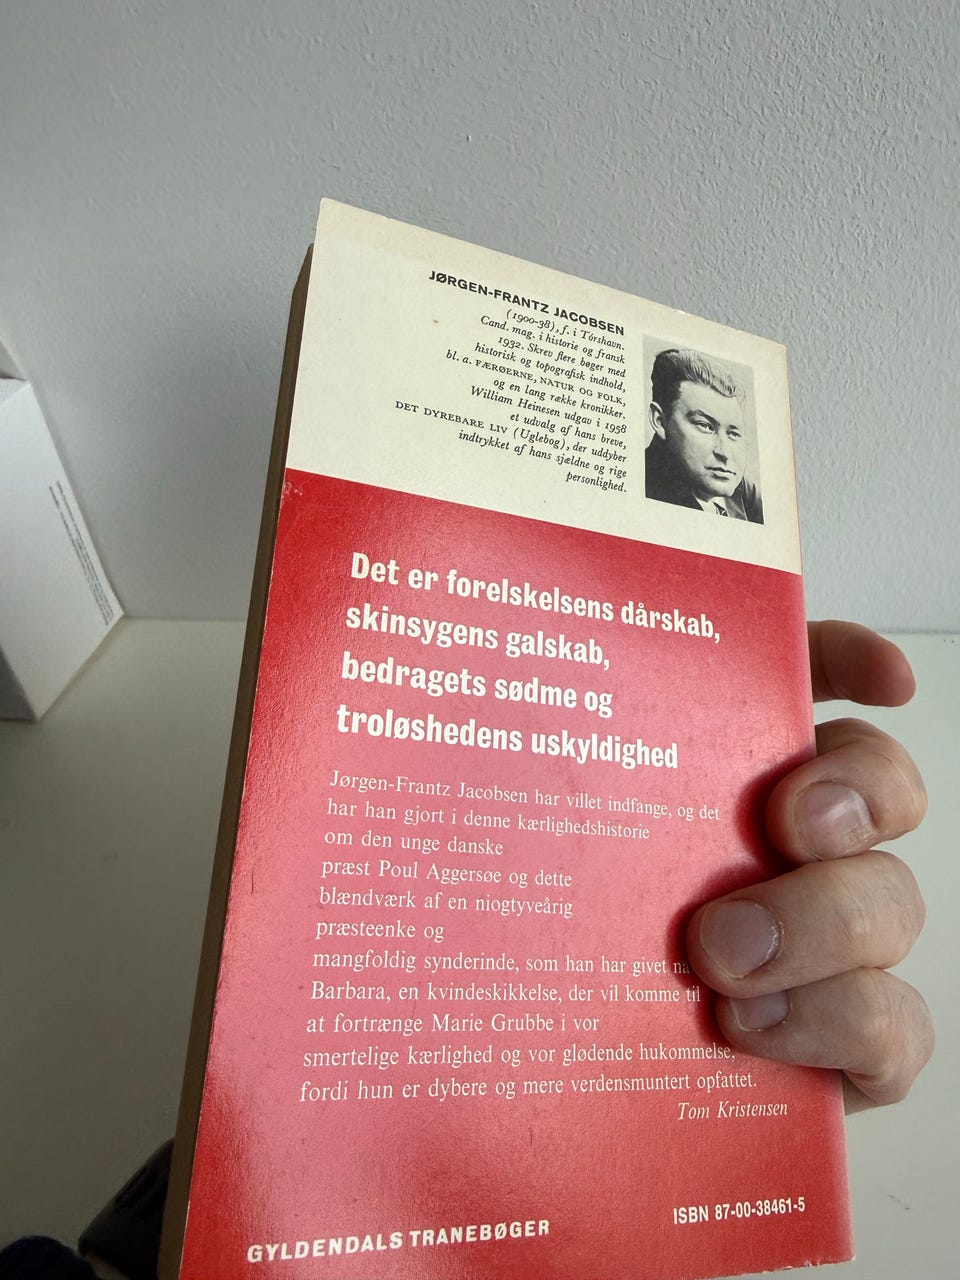 JØRGEN-FRANTZ JACOBSEN
(1900-38), f. i Tórshavn.
Cand. mag. i historie og fransk
1932. Skrev flere bøger med
historisk og topografisk indhold,
bl. a. FÆRØERNE, NATUR OG FOLK,
og en lang række kronikker.
William Heinesen udgav i 1958
et udvalg af hans breve,
DET DYREBARE LIV (Uglebog), der uddyber
indtrykket af hans sjældne og rige
personlighed.
Det er forelskelsens dårskab,
skinsygens galskab,
bedragets sødme og
troløshedens uskyldighed
Jørgen-Frantz Jacobsen har villet indfange, og det
har han gjort i denne kærlighedshistorie
om den unge danske
præst Poul Aggersøe og dette
blændværk af en niogtyveårig
præsteenke og
mangfoldig synderinde, som han har givet
Barbara, en kvindeskikkelse, der vil komme til
at fortrænge Marie Grubbe i vor
smertelige kærlighed og vor glødende hukommelse,
fordi hun er dybere og mere verdensmuntert opfattet.
Tom Kristensen
ISBN 87-00-38461-5
GYLDENDALS TRANEBØGER